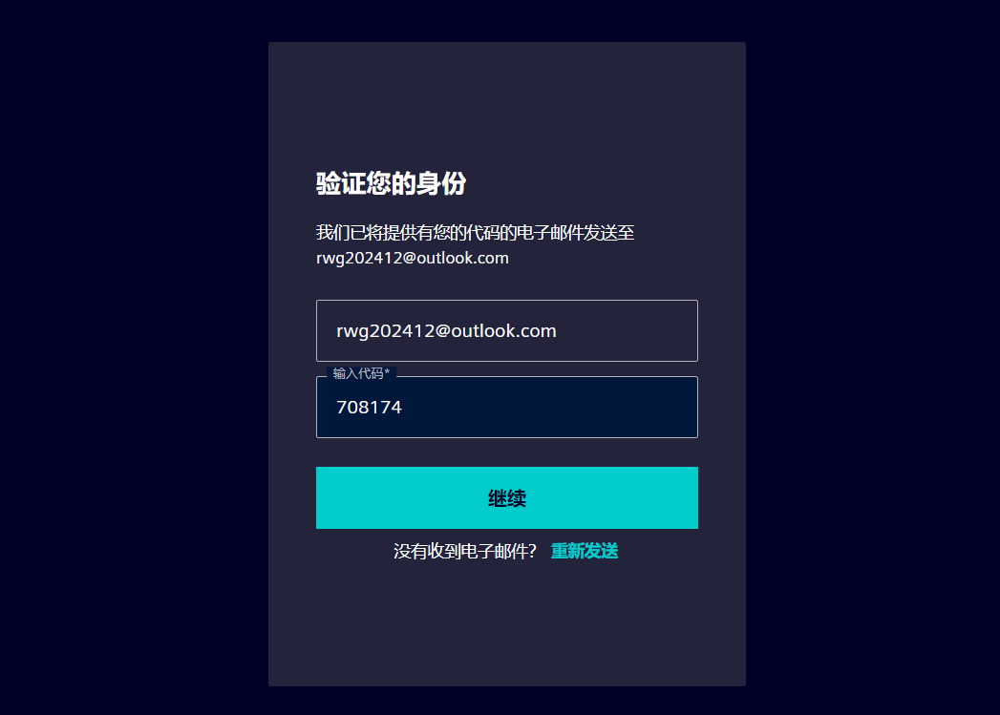 验证您的身份
我们已将提供有您的代码的电子邮件发送至
rwg202412@outlook.com
rwg202412@outlook.com
输入代码*
708174
继续
没有收到电子邮件？ 重新发送